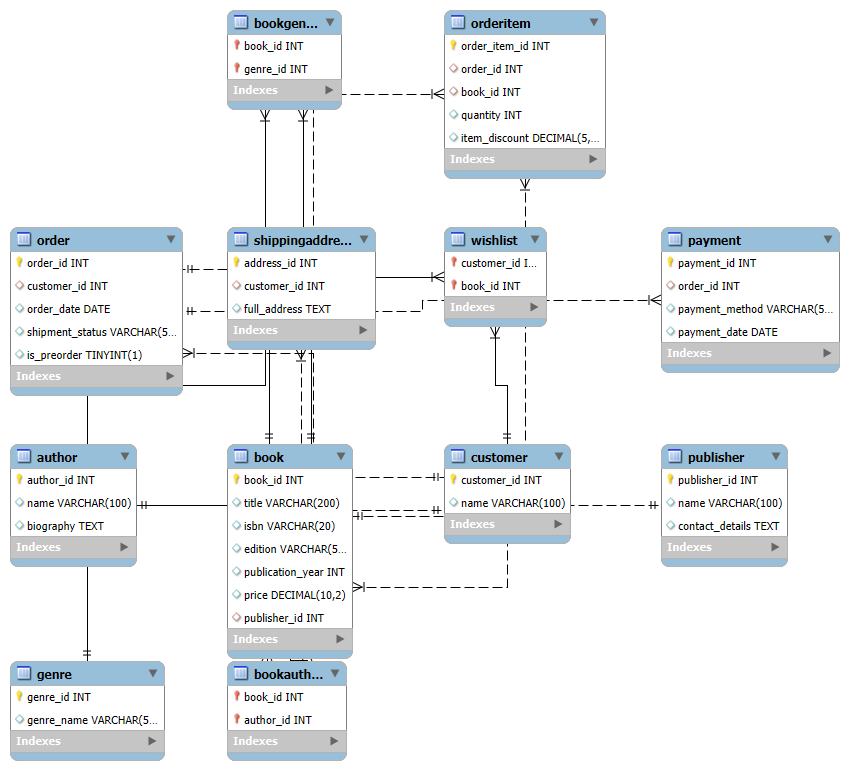 bookgen...
book_id INT
genre_id INT
Indexes
orderitem
order_item_id INT
order_id INT
book_id INT
quantity INT
item_discount DECIMAL(5,...
Indexes
order
order_id INT
customer_id INT
order_date DATE
shipment_status VARCHAR(5...
is_preorder TINYINT(1)
Indexes
shippingaddre...
address_id INT
customer_id INT
full_address TEXT
Indexes
wishlist
customer_id I...
book_id INT
Indexes
payment
payment_id INT
order_id INT
payment_method VARCHAR(5...
payment_date DATE
Indexes
author
author_id INT
name VARCHAR(100)
biography TEXT
Indexes
book
book_id INT
title VARCHAR(200)
isbn VARCHAR(20)
edition VARCHAR(5...
publication_year INT
price DECIMAL(10,2)
publisher_id INT
Indexes
customer
customer_id INT
name VARCHAR(100)
Indexes
publisher
publisher_id INT
name VARCHAR(100)
contact_details TEXT
Indexes
genre
genre_id INT
genre_name VARCHAR(5...
Indexes
bookauth...
book_id INT
author_id INT
Indexes